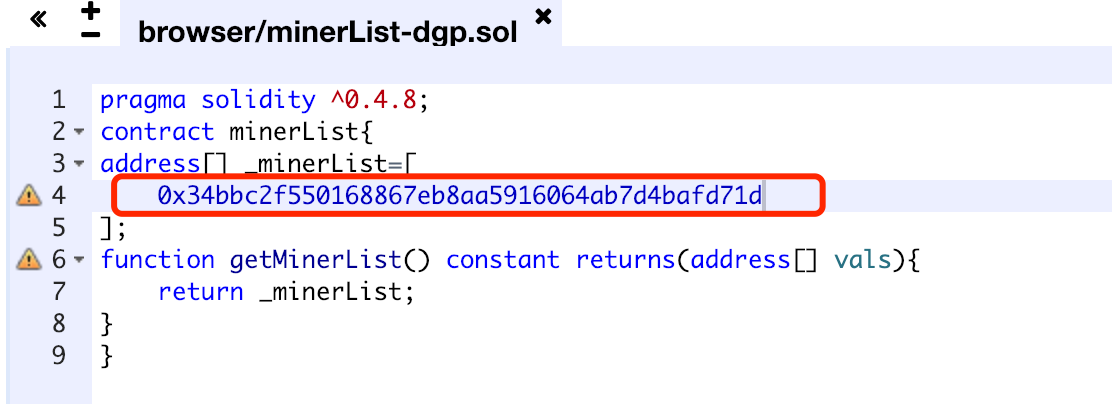 « + -
browser/minerList-dgp.sol ✖
1 pragma solidity ^0.4.8;
2 contract minerList{
3 address[] _minerList=[
4     0x34bbc2f550168867eb8aa5916064ab7d4bafd71d
5 ];
6 function getMinerList() constant returns(address[] vals){
7     return _minerList;
8 }
9 }